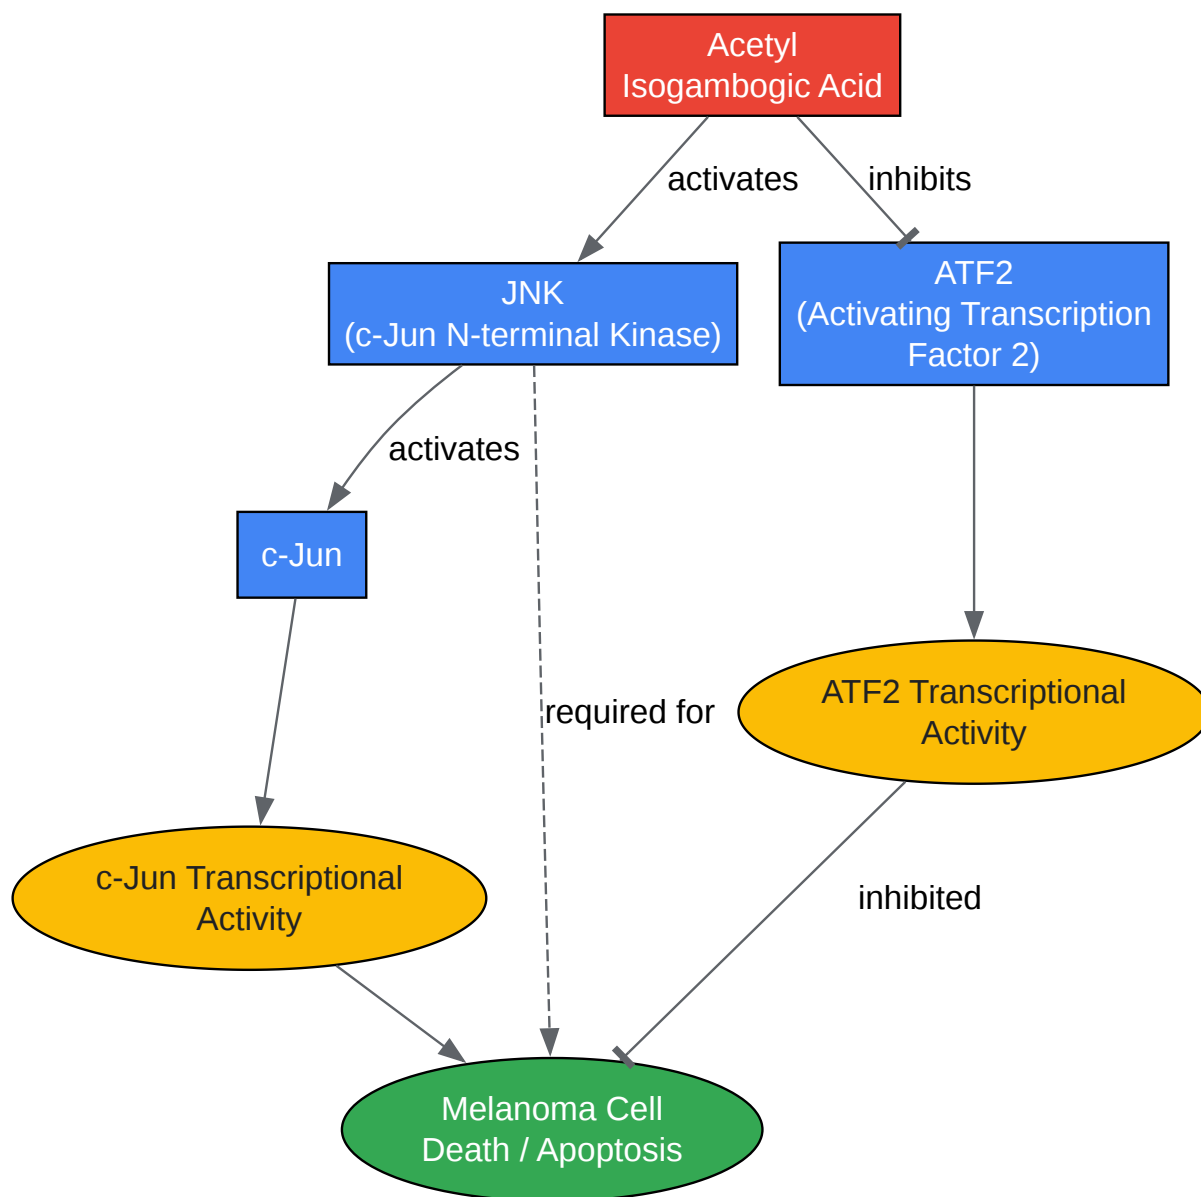 Acetyl
Isogambogic Acid
activates
inhibits
JNK
(c-Jun N-terminal Kinase)
ATF2
(Activating Transcription
Factor 2)
activates
c-Jun
required for
ATF2 Transcriptional
Activity
c-Jun Transcriptional
Activity
inhibited
Melanoma Cell
Death / Apoptosis